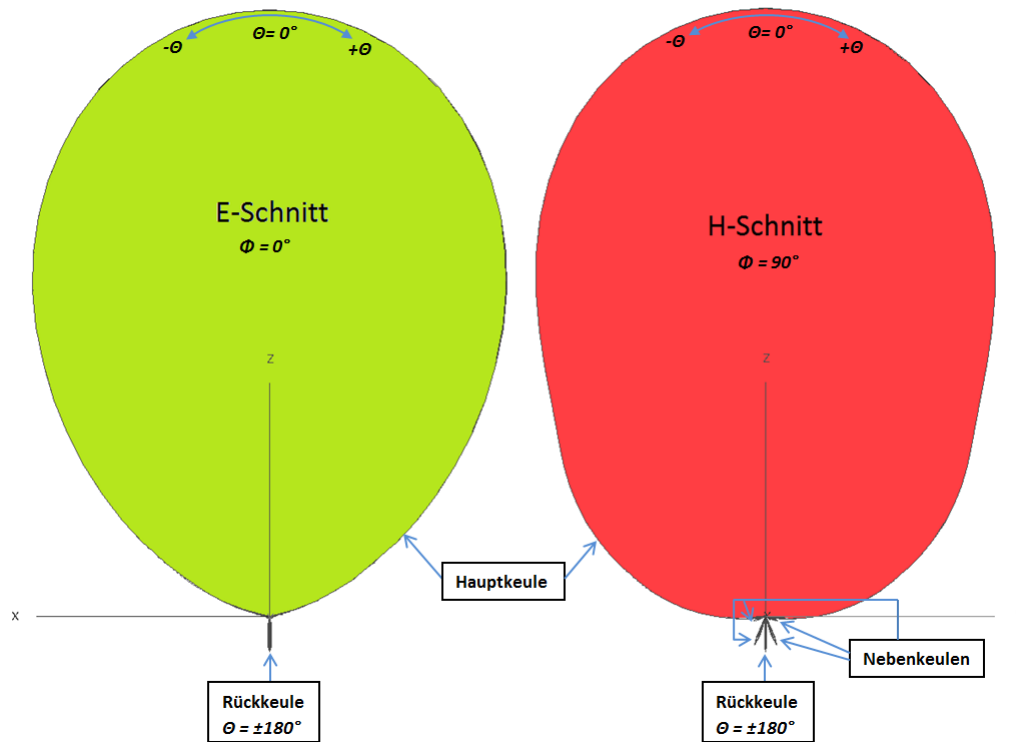 -Θ
Θ= 0°
+Θ
E-Schnitt
Φ = 0°
Z
X
Rückkeule
Θ = ±180°
Hauptkeule
-Θ
Θ= 0°
+Θ
H-Schnitt
Φ = 90°
Z
Nebenkeulen
Rückkeule
Θ = ±180°